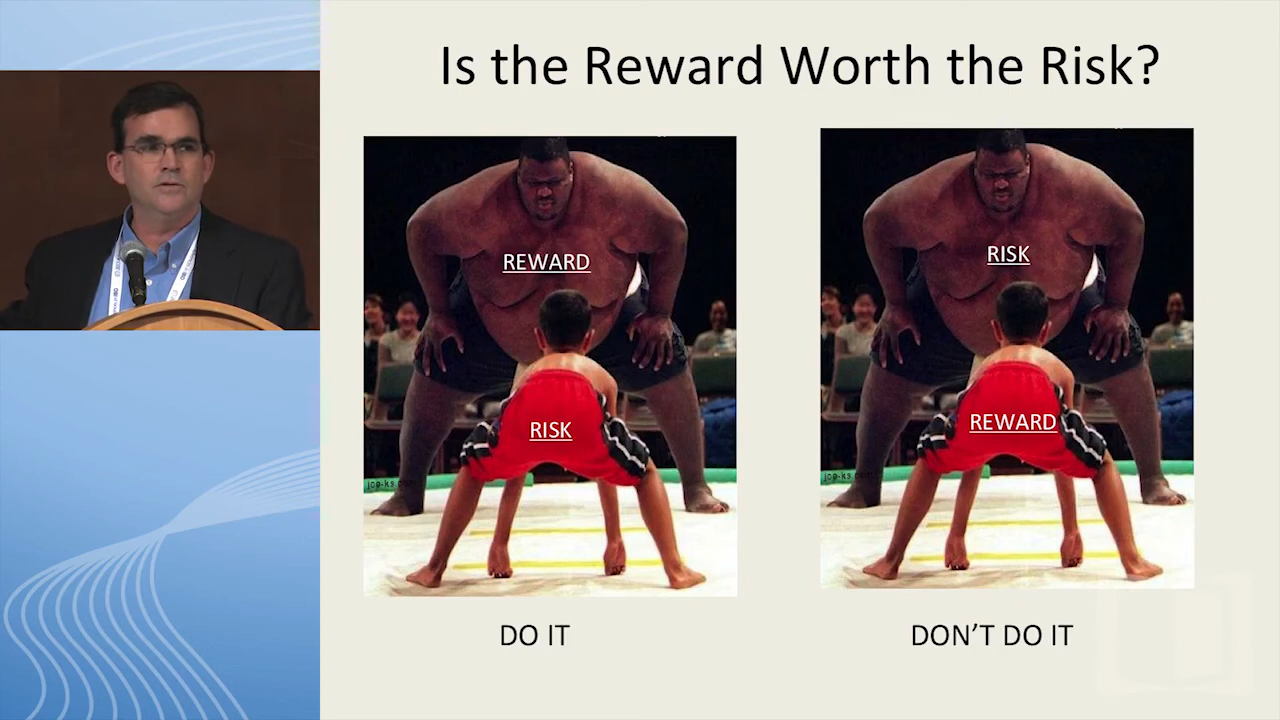 Is the Reward Worth the Risk?
REWARD
RISK
RISK
REWARD
DO IT
DON'T DO IT